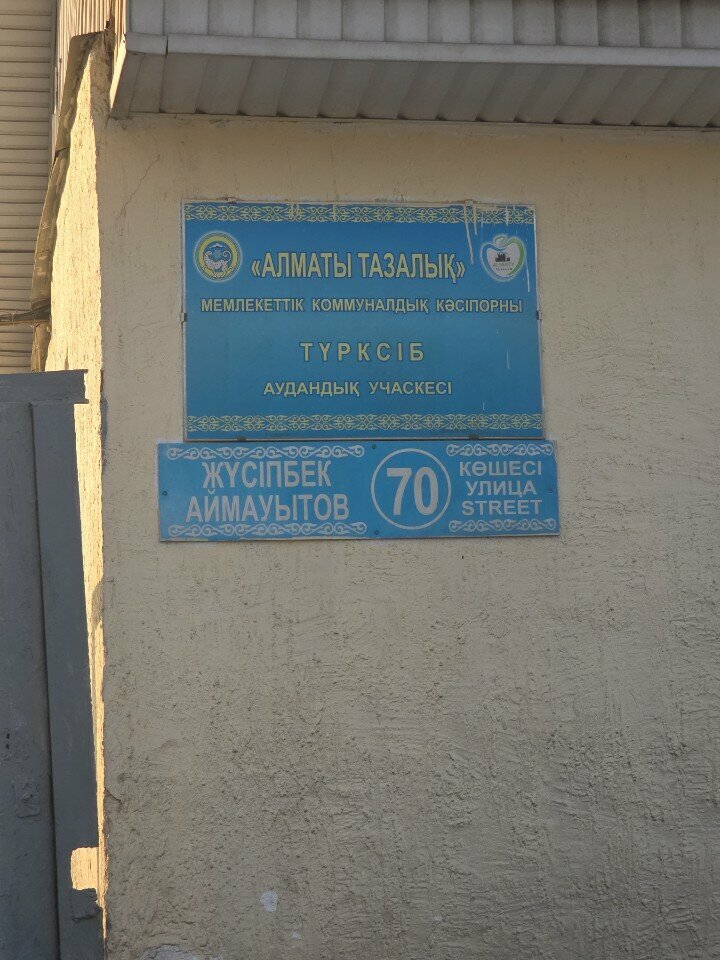 «АЛМАТЫ ТАЗАЛЫҚ»
МЕМЛЕКЕТТІК КОММУНАЛДЫҚ КӘСІПОРНЫ
ТҮРКСІБ
АУДАНДЫҚ УЧАСКЕСІ
ЖҮСІПБЕК
АЙМАУЫТОВ
70
КӨШЕСІ
УЛИЦА
STREET